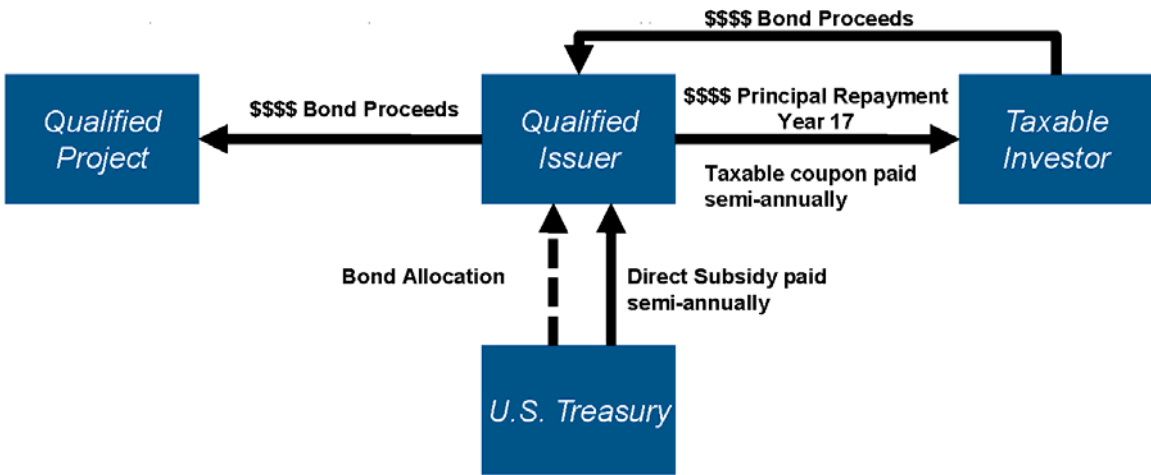 $$$$ Bond Proceeds
Qualified
Project
$$$$ Bond Proceeds
Qualified
Issuer
$$$$ Principal Repayment
Year 17
Taxable coupon paid
semi-annually
Taxable
Investor
Bond Allocation
Direct Subsidy paid
semi-annually
U.S. Treasury